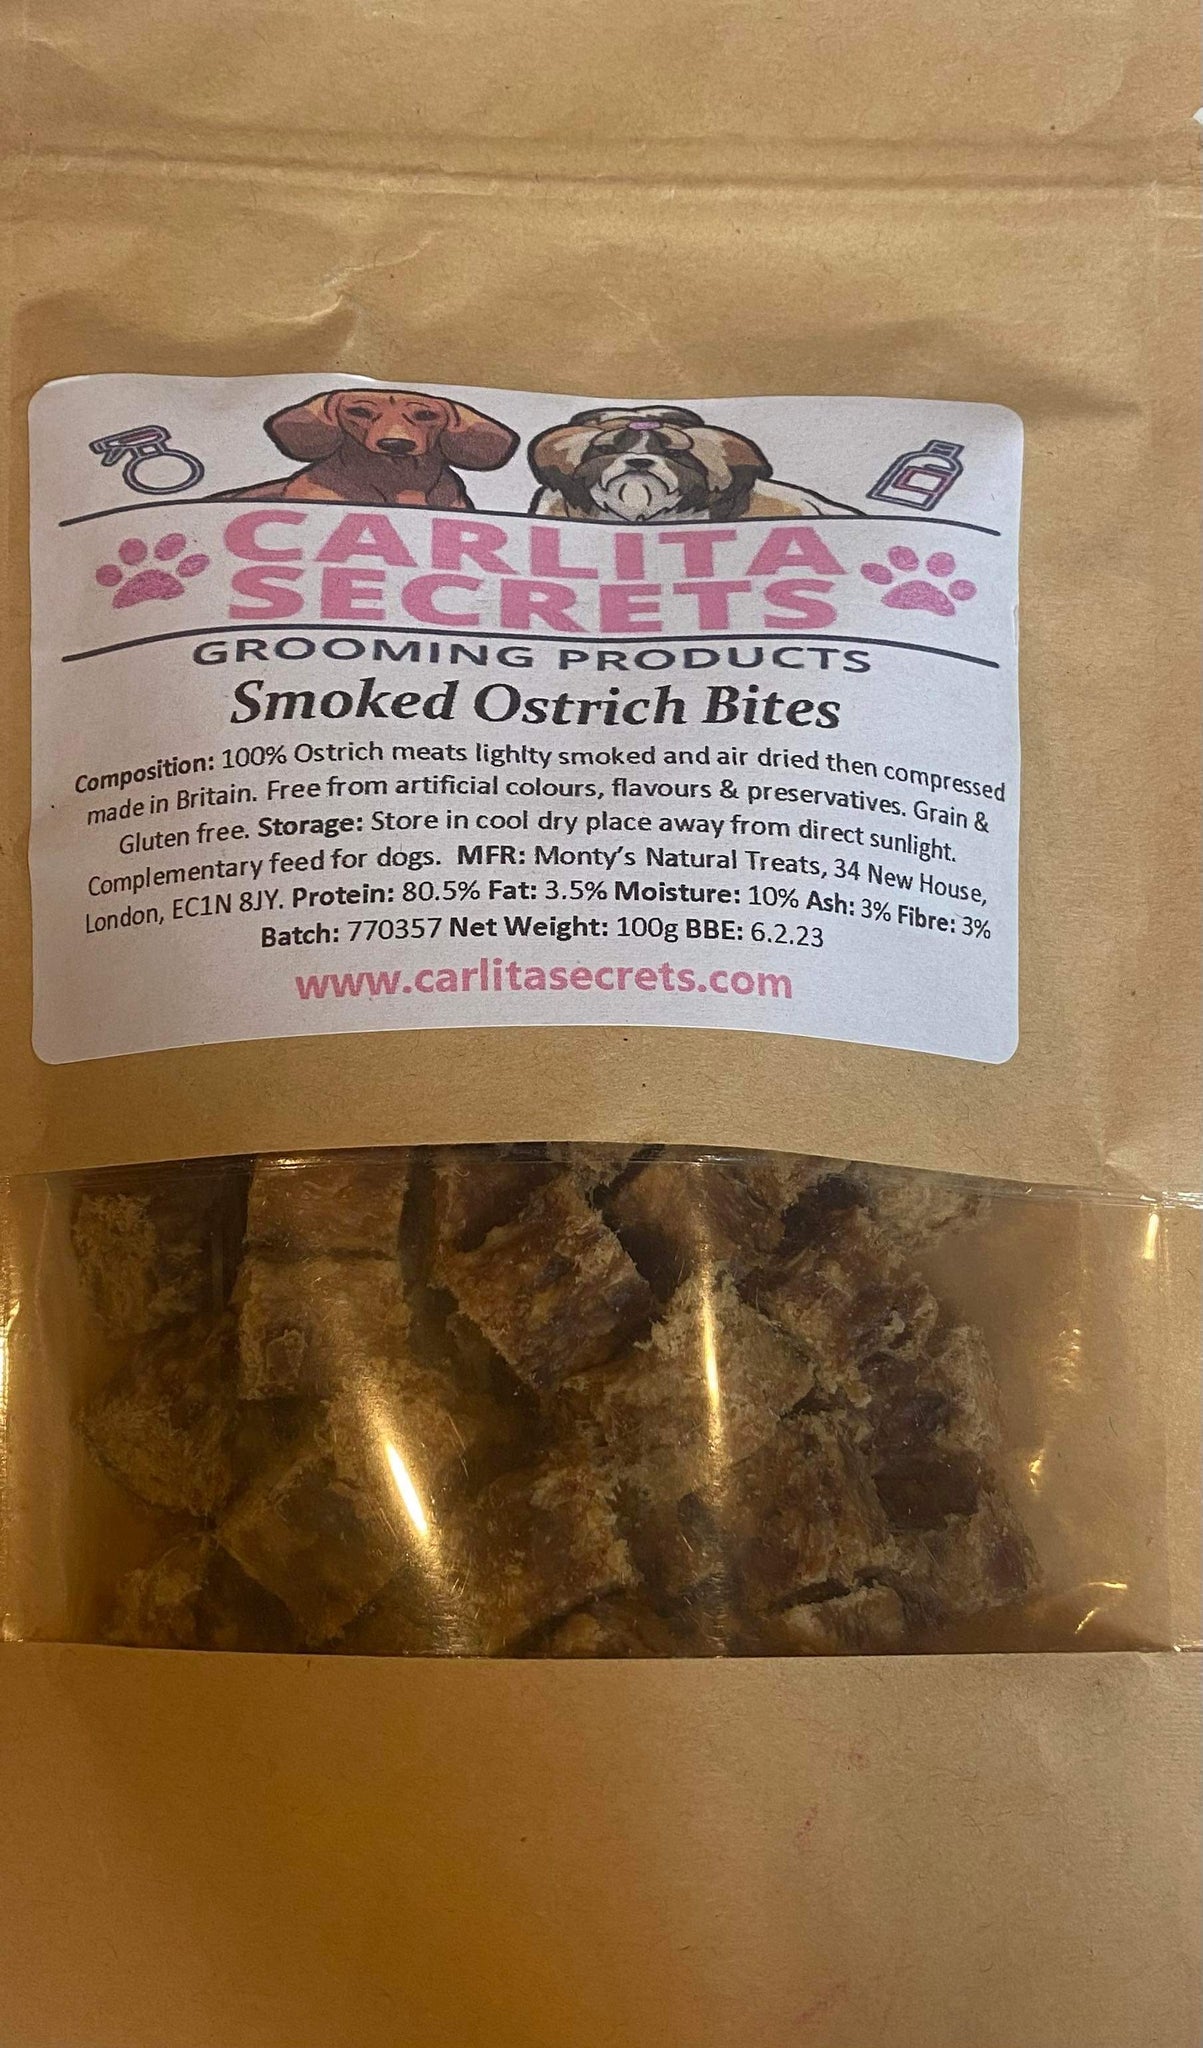 CARLITA
SECRETS
GROOMING PRODUCTS
Smoked Ostrich Bites
Composition: 100% Ostrich meats lighlty smoked and air dried then compressed
made in Britain. Free from artificial colours, flavours & preservatives. Grain &
Gluten free. Storage: Store in cool dry place away from direct sunlight.
Complementary feed for dogs. MFR: Monty's Natural Treats, 34 New House,
London, EC1N 8JY. Protein: 80.5% Fat: 3.5% Moisture: 10% Ash: 3% Fibre: 3%
Batch: 770357 Net Weight: 100g BBE: 6.2.23
www.carlitasecrets.com